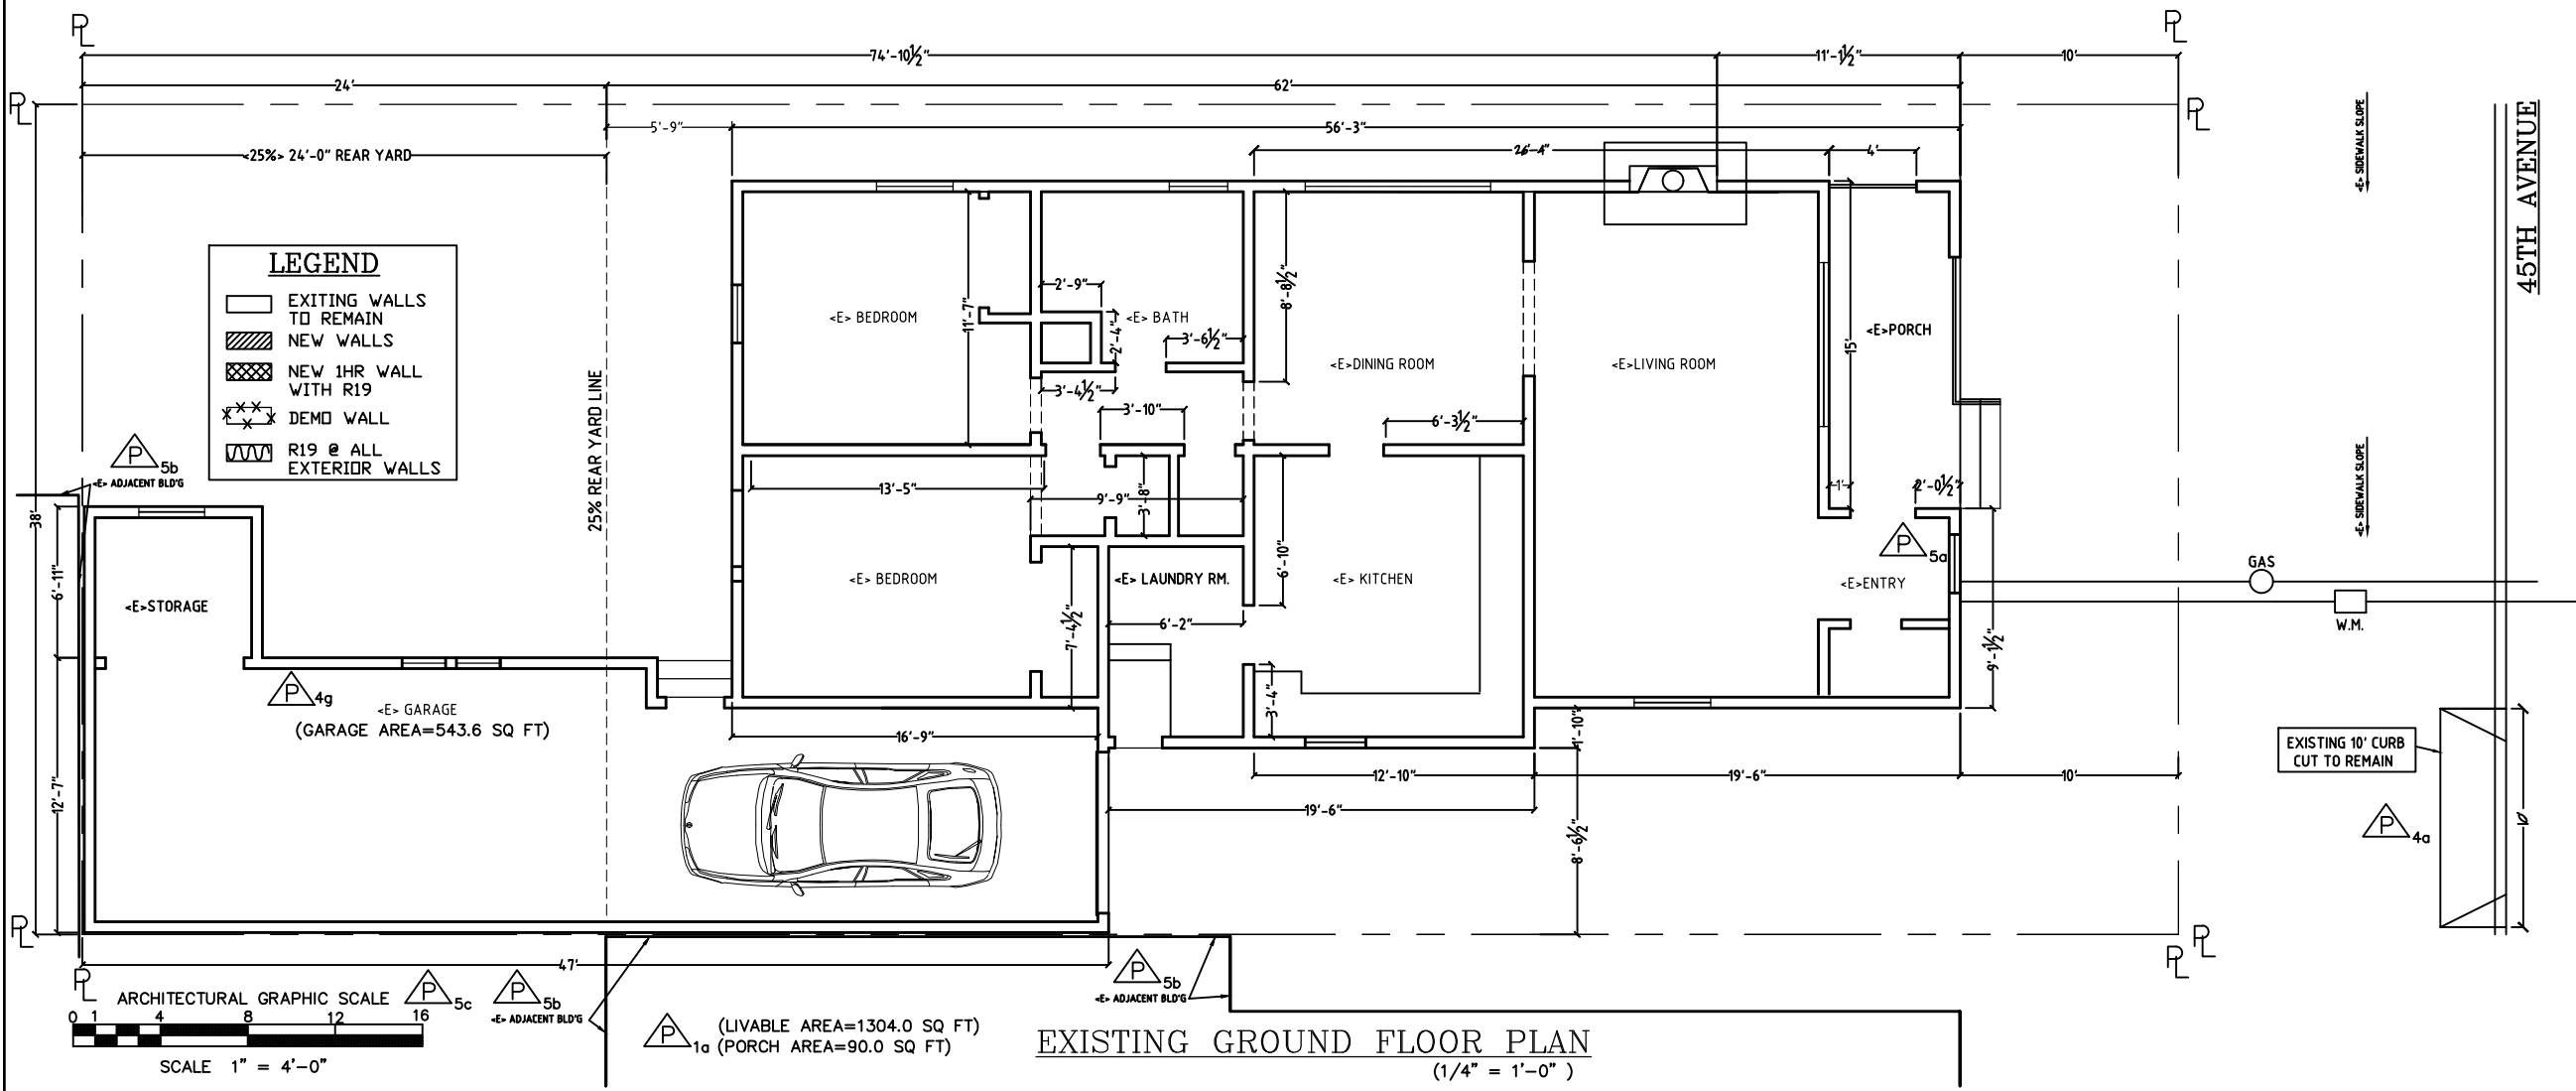 PL
PL
74'-10½"
11'-1½"
10'
24'
62'
PL
PL
5'-9"
56'-3"
<25%> 24'-0" REAR YARD
26'-4"
4'
<E> SIDEWALK SLOPE
45TH AVENUE
LEGEND
EXITING WALLS
TO REMAIN
NEW WALLS
NEW 1HR WALL
WITH R19
DEMO WALL
R19 @ ALL
EXTERIOR WALLS
25% REAR YARD LINE
<E> BEDROOM
11'-7"
2'-9"
<E> BATH
2'-4"
3'-6½"
3'-4½"
3'-10"
8'-8½"
<E>DINING ROOM
6'-3½"
<E>LIVING ROOM
15'
<E>PORCH
P 5b
<E> ADJACENT BLD'G
38'
6'-11"
12'-7"
<E>STORAGE
13'-5"
9'-9"
3'-8"
1'
2'-0½"
<E> SIDEWALK SLOPE
P 5a
<E> BEDROOM
7'-4½"
<E> LAUNDRY RM.
6'-2"
6'-10"
<E> KITCHEN
3'-4"
<E>ENTRY
9'-1½"
GAS
W.M.
P 4g
<E> GARAGE
(GARAGE AREA=543.6 SQ FT)
16'-9"
1'-10"
12'-10"
19'-6"
10'
19'-6"
8'-6½"
EXISTING 10' CURB
CUT TO REMAIN
P 4a
10'
PL
PL
PL
PL
47'
ARCHITECTURAL GRAPHIC SCALE
P 5c
P 5b
<E> ADJACENT BLD'G
P 5b
<E> ADJACENT BLD'G
0 1 4 8 12 16
SCALE 1" = 4'-0"
P 1a
(LIVABLE AREA=1304.0 SQ FT)
(PORCH AREA=90.0 SQ FT)
EXISTING GROUND FLOOR PLAN
(1/4" = 1'-0" )